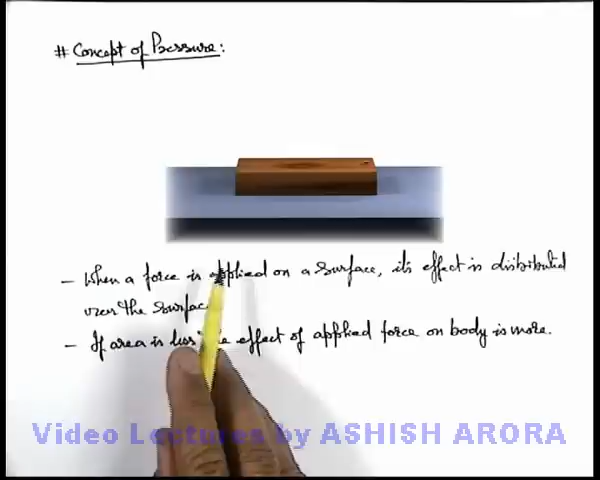 # Concept of Pressure:
- When a force is applied on a surface, its effect is distributed
over the surface
- If area is less the effect of applied force on body is more.
Video Lectures by ASHISH ARORA